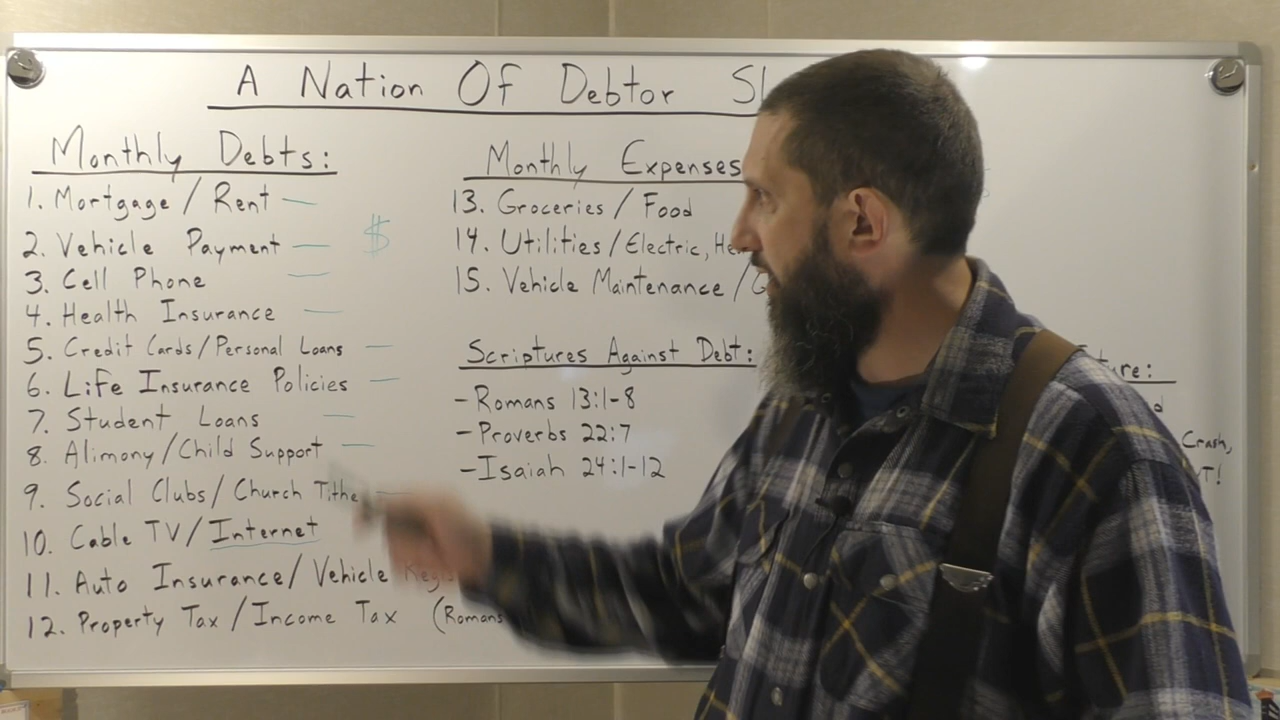 A Nation Of Debtor
Monthly Debts:
1. Mortgage / Rent —
2. Vehicle Payment —
$
3. Cell Phone —
4. Health Insurance —
5. Credit Cards / Personal Loans —
6. Life Insurance Policies —
7. Student Loans —
8. Alimony / Child Support —
9. Social Clubs / Church Tithe —
10. Cable TV / Internet
11. Auto Insurance / Vehicle
12. Property Tax / Income Tax (Romans
Monthly Expenses
13. Groceries / Food
14. Utilities / Electric,
15. Vehicle Maintenance /
Scriptures Against Debt:
- Romans 13:1-8
- Proverbs 22:7
- Isaiah 24:1-12
Crash,